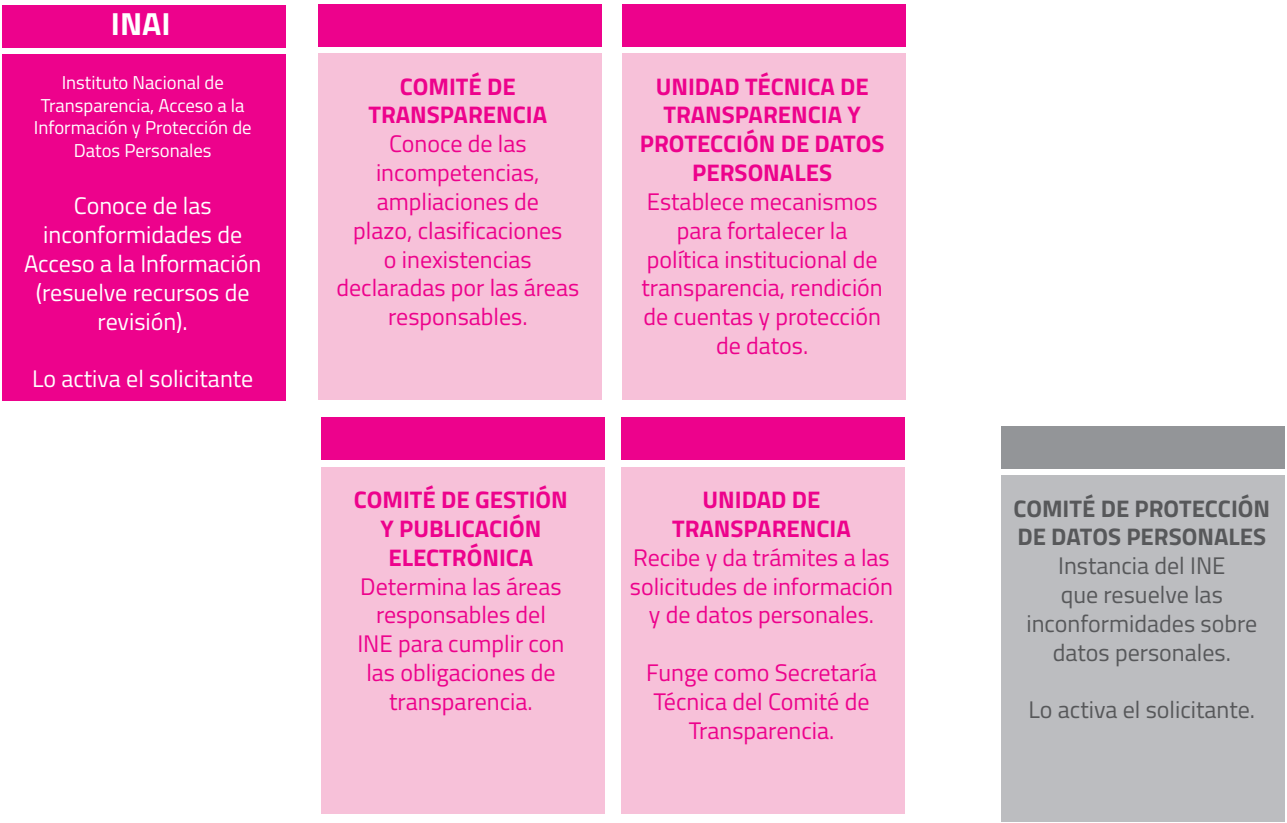 INAI
Instituto Nacional de
Transparencia, Acceso a la
Información y Protección de
Datos Personales
Conoce de las
inconformidades de
Acceso a la Información
(resuelve recursos de
revisión).
Lo activa el solicitante
COMITÉ DE
TRANSPARENCIA
Conoce de las
incompetencias,
ampliaciones de
plazo, clasificaciones
o inexistencias
declaradas por las áreas
responsables.
UNIDAD TÉCNICA DE
TRANSPARENCIA Y
PROTECCIÓN DE DATOS
PERSONALES
Establece mecanismos
para fortalecer la
política institucional de
transparencia, rendición
de cuentas y protección
de datos.
COMITÉ DE GESTIÓN
Y PUBLICACIÓN
ELECTRÓNICA
Determina las áreas
responsables del
INE para cumplir con
las obligaciones de
transparencia.
UNIDAD DE
TRANSPARENCIA
Recibe y da trámites a las
solicitudes de información
y de datos personales.
Funge como Secretaría
Técnica del Comité de
Transparencia.
COMITÉ DE PROTECCIÓN
DE DATOS PERSONALES
Instancia del INE
que resuelve las
inconformidades sobre
datos personales.
Lo activa el solicitante.